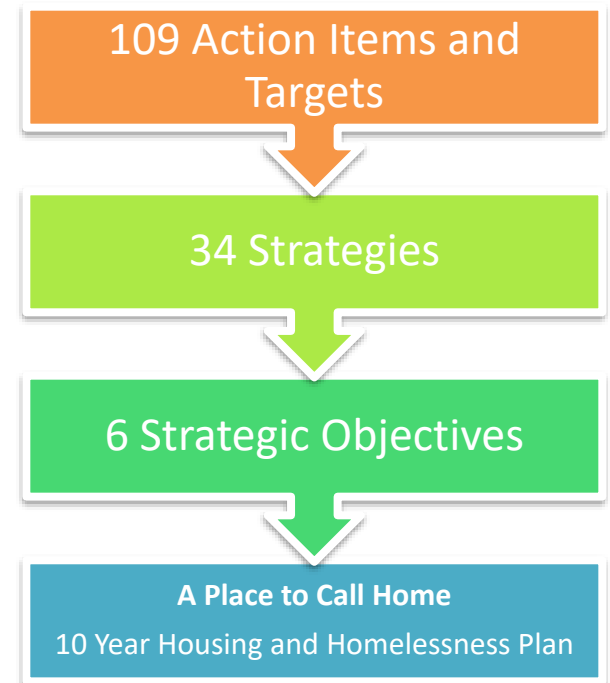 109 Action Items and
Targets
34 Strategies
6 Strategic Objectives
A Place to Call Home
10 Year Housing and Homelessness Plan